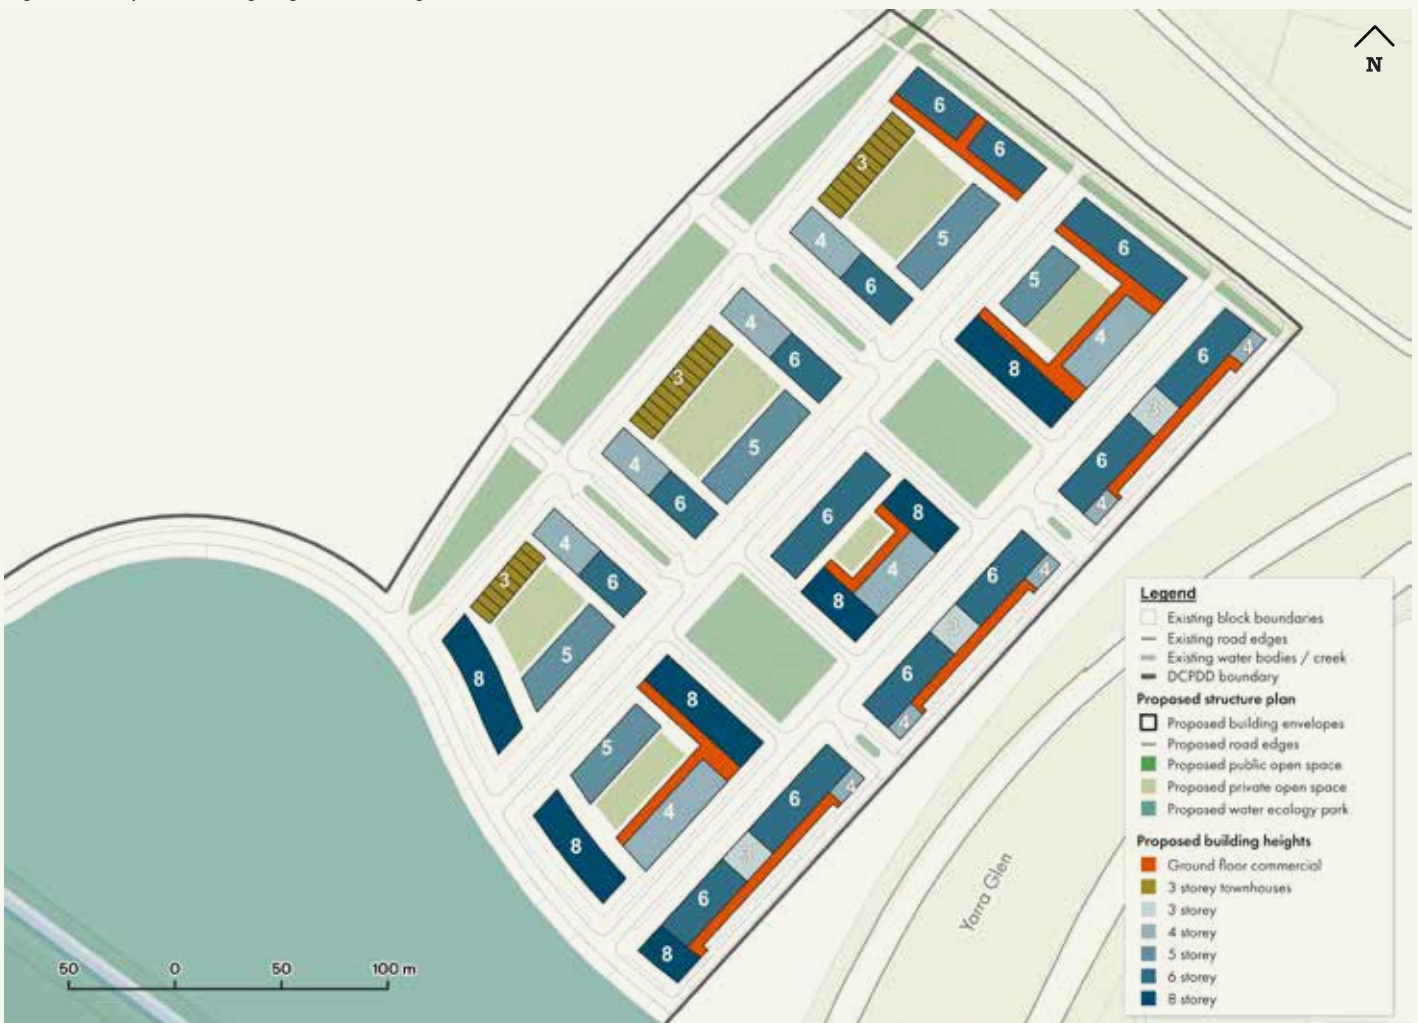 N
6
6
3
4
5
6
6
5
4
8
6
4
3
6
4
4
6
3
5
4
6
6
8
4
8
6
4
3
6
4
4
6
3
5
8
8
5
4
8
6
4
3
6
8
Yarra Glen
50 0 50 100 m
Legend
Existing block boundaries
Existing road edges
Existing water bodies / creek
DCPDD boundary
Proposed structure plan
Proposed building envelopes
Proposed road edges
Proposed public open space
Proposed private open space
Proposed water ecology park
Proposed building heights
Ground floor commercial
3 storey townhouses
3 storey
4 storey
5 storey
6 storey
8 storey